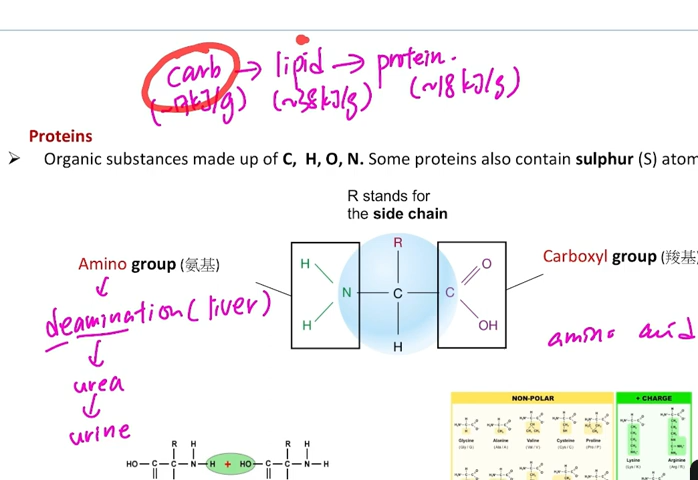 carb → lipid → protein.
(~17kJ/g) (~38kJ/g) (~18kJ/g)
Proteins
➢ Organic substances made up of C, H, O, N. Some proteins also contain sulphur (S) atom
R stands for
the side chain
Amino group (氨基)
Carboxyl group (羧基)
R
H
O
N
C
C
H
OH
H
deamination (liver)
amino acid
urea
urine
NON-POLAR
+ CHARGE
Glycine
Alanine
Valine
Cysteine
Proline
Lysine
Arginine
R H R H
HO—C—C—N—H + HO—C—C—N—H